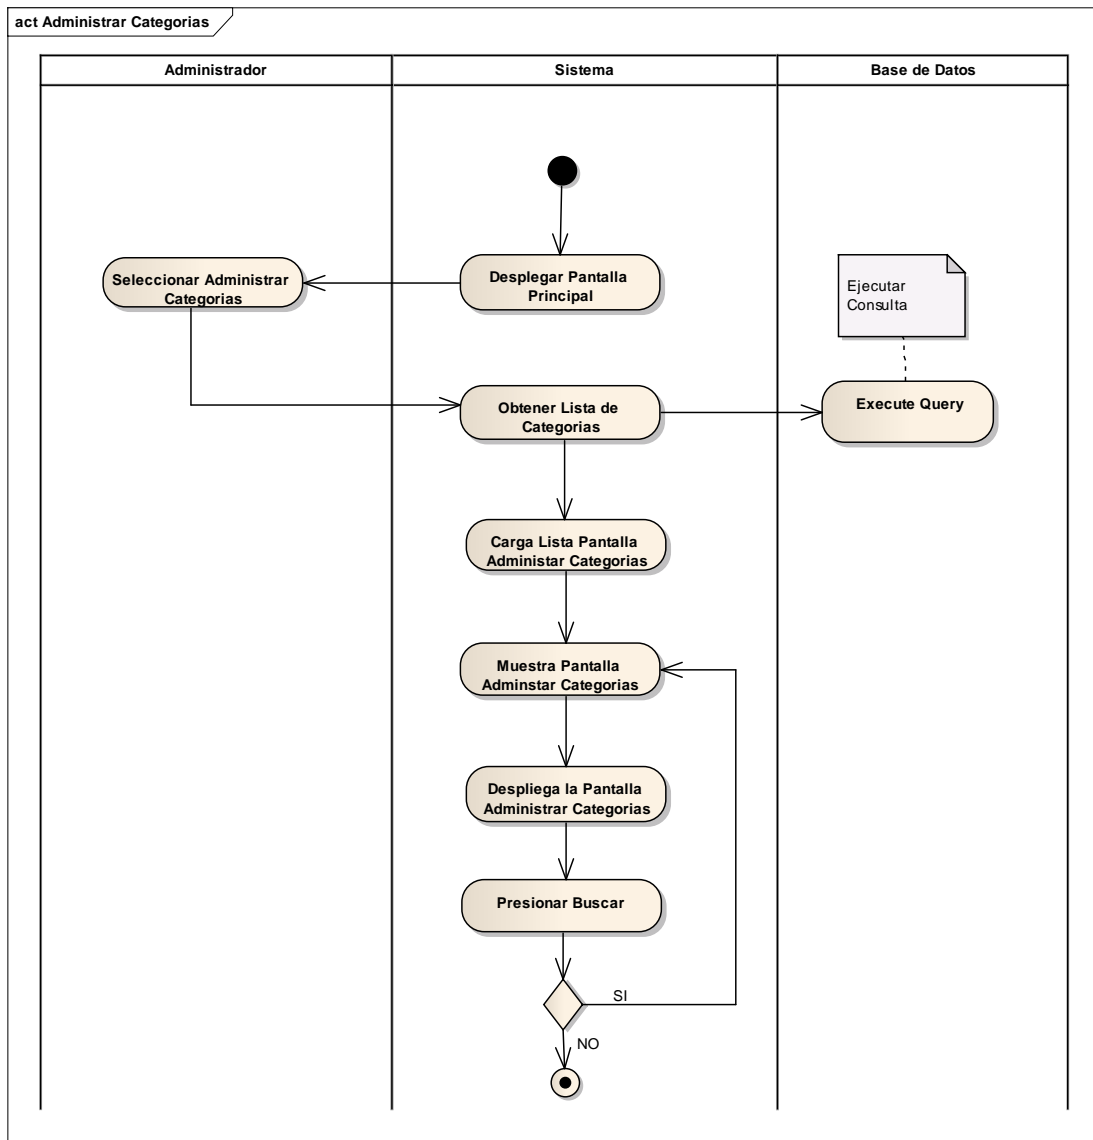 act Administrar Categorias
Administrador
Sistema
Base de Datos
Seleccionar Administrar
Categorias
Desplegar Pantalla
Principal
Ejecutar
Consulta
Obtener Lista de
Categorias
Execute Query
Carga Lista Pantalla
Administar Categorias
Muestra Pantalla
Adminstar Categorias
Despliega la Pantalla
Administrar Categorias
Presionar Buscar
SI
NO